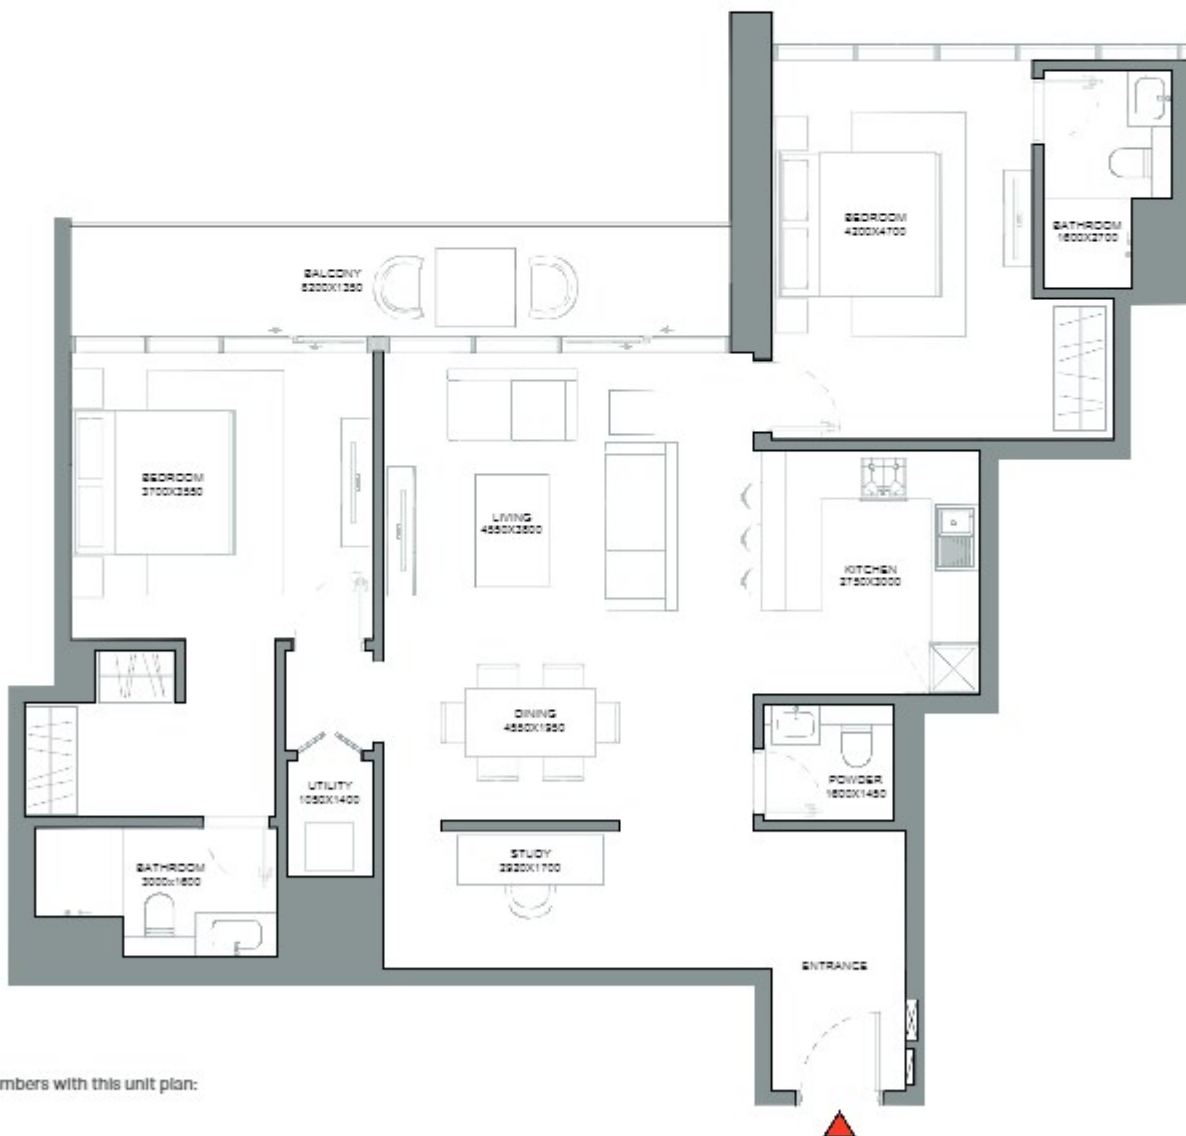 BEDROOM
4200X4700
BATHROOM
1600X2700
BALCONY
8200X1350
BEDROOM
3700X3550
LIVING
4550X3800
KITCHEN
2750X3000
DINING
4550X1950
POWDER
1600X1450
UTILITY
1050X1400
STUDY
2920X1700
BATHROOM
3000x1600
ENTRANCE
mbers with this unit plan: